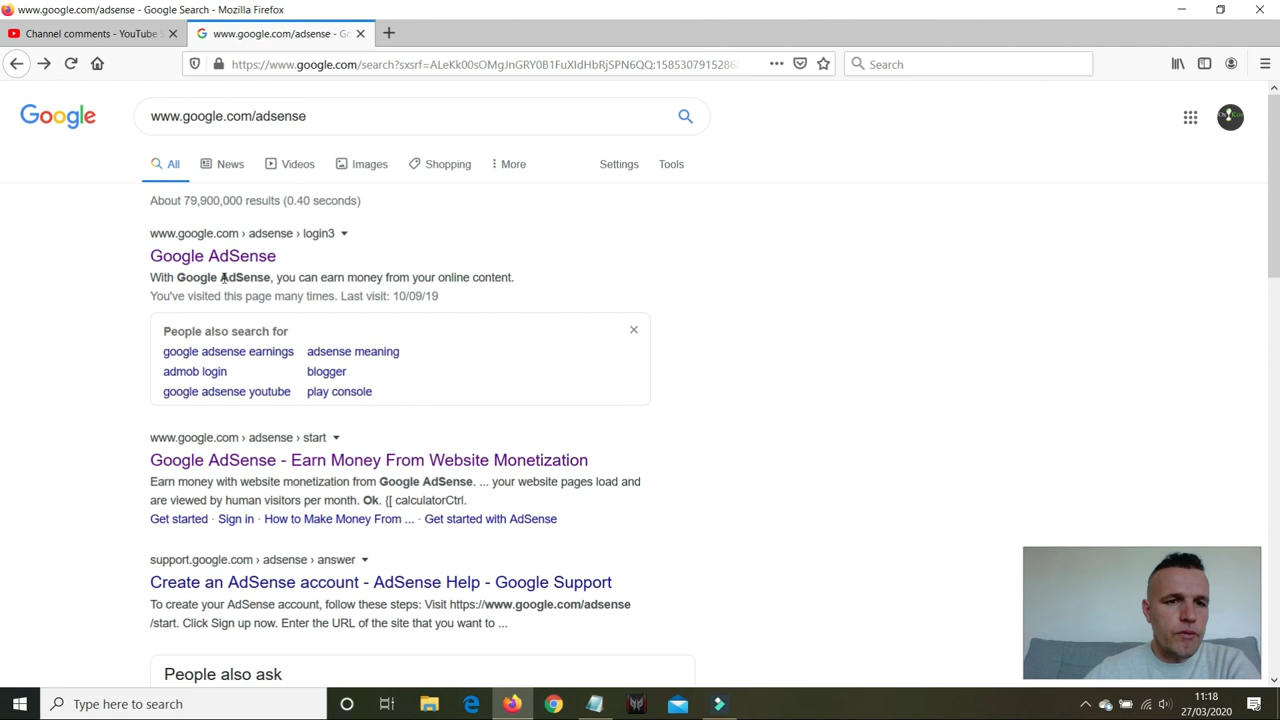 www.google.com/adsense - Google Search - Mozilla Firefox
Channel comments - YouTube S
www.google.com/adsense - Go
https://www.google.com/search?sxsrf=ALeKk00sOMgJnGRY0B1FuXIdHbRjSPN6QQ:1585307915286
Search
Google
www.google.com/adsense
All
News
Videos
Images
Shopping
More
Settings
Tools
About 79,900,000 results (0.40 seconds)
www.google.com › adsense › login3
Google AdSense
With Google AdSense, you can earn money from your online content.
You've visited this page many times. Last visit: 10/09/19
People also search for
google adsense earnings adsense meaning
admob login blogger
google adsense youtube play console
www.google.com › adsense › start
Google AdSense - Earn Money From Website Monetization
Earn money with website monetization from Google AdSense. ... your website pages load and
are viewed by human visitors per month. Ok. {[ calculatorCtrl.
Get started · Sign in · How to Make Money From ... · Get started with AdSense
support.google.com › adsense › answer
Create an AdSense account - AdSense Help - Google Support
To create your AdSense account, follow these steps: Visit https://www.google.com/adsense
/start. Click Sign up now. Enter the URL of the site that you want to ...
People also ask
Type here to search
11:18
27/03/2020